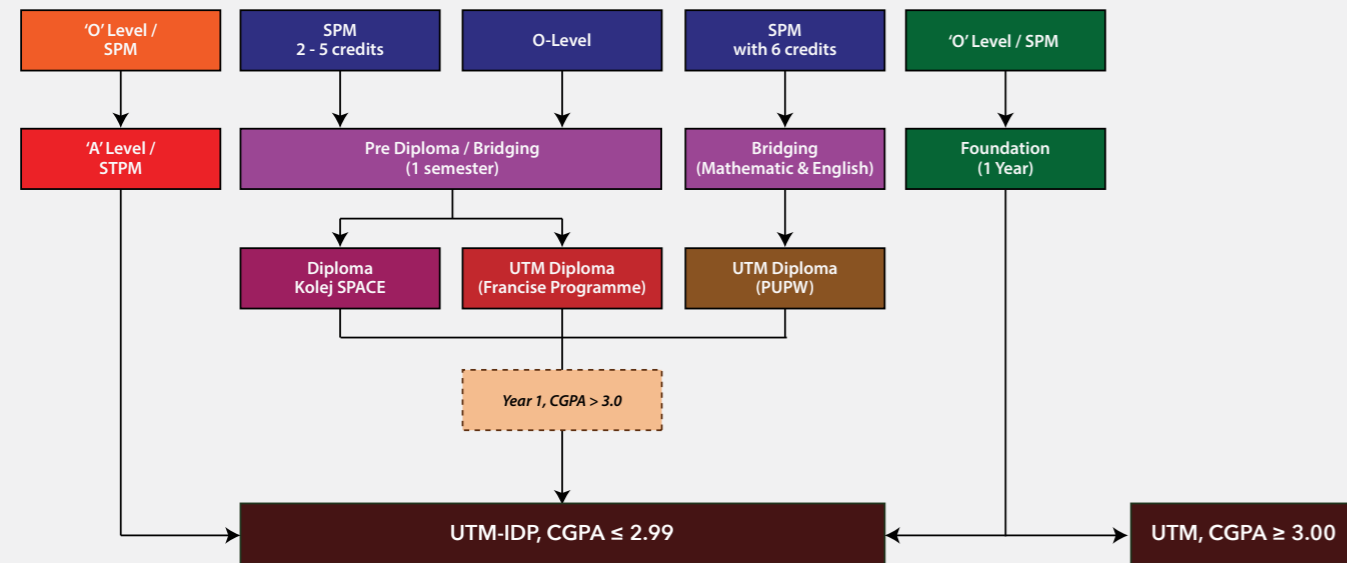 ‘O’ Level /
SPM
SPM
2 - 5 credits
O-Level
SPM
with 6 credits
‘O’ Level / SPM
‘A’ Level /
STPM
Pre Diploma / Bridging
(1 semester)
Bridging
(Mathematic & English)
Foundation
(1 Year)
Diploma
Kolej SPACE
UTM Diploma
(Francise Programme)
UTM Diploma
(PUPW)
Year 1, CGPA > 3.0
UTM-IDP, CGPA ≤ 2.99
UTM, CGPA ≥ 3.00